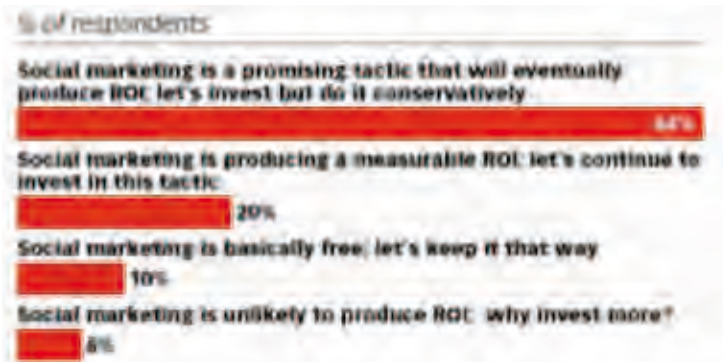 % of respondents
Social marketing is a promising tactic that will eventually
produce ROI; let's invest but do it conservatively
64%
Social marketing is producing a measurable ROI; let's continue to
invest in this tactic
20%
Social marketing is basically free; let's keep it that way
10%
Social marketing is unlikely to produce ROI; why invest more?
6%